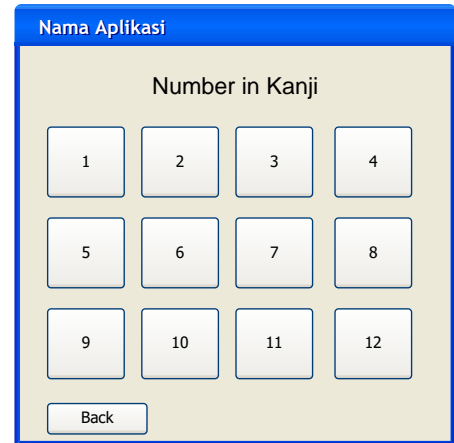 Nama Aplikasi
Number in Kanji
1 2 3 4
5 6 7 8
9 10 11 12
Back